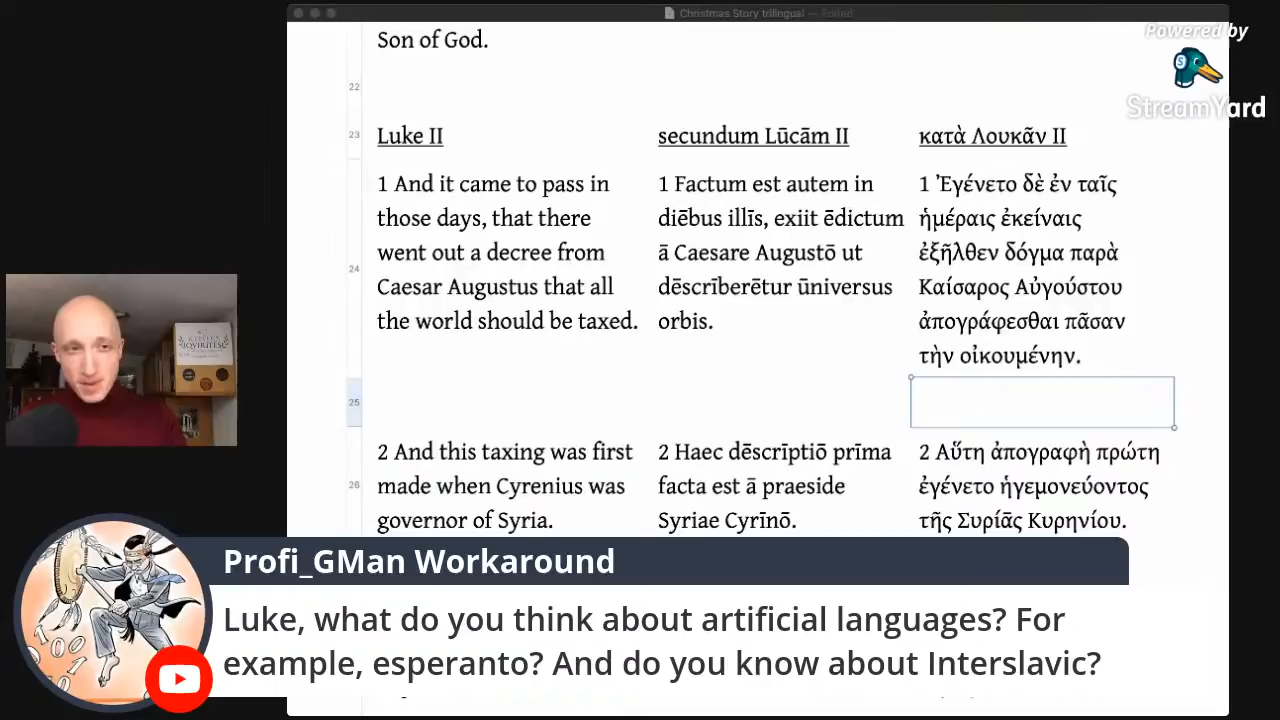 Christmas Story trilingual — Edited
Powered by
StreamYard
Son of God.
22
23
Luke II
secundum Lūcām II
κατὰ Λουκᾶν II
1 And it came to pass in
those days, that there
went out a decree from
Caesar Augustus that all
the world should be taxed.
24
1 Factum est autem in
diēbus illīs, exiit ēdictum
ā Caesare Augustō ut
dēscrīberētur ūniversus
orbis.
1 Ἐγένετο δὲ ἐν ταῖς
ἡμέραις ἐκείναις
ἐξῆλθεν δόγμα παρὰ
Καίσαρος Αὐγούστου
ἀπογράφεσθαι πᾶσαν
τὴν οἰκουμένην.
25
26
2 And this taxing was first
made when Cyrenius was
governor of Syria.
2 Haec dēscrīptiō prīma
facta est ā praeside
Syriae Cyrīnō.
2 Αὕτη ἀπογραφὴ πρώτη
ἐγένετο ἡγεμονεύοντος
τῆς Συρίᾱς Κυρηνίου.
Profi_GMan Workaround
Luke, what do you think about artificial languages? For
example, esperanto? And do you know about Interslavic?